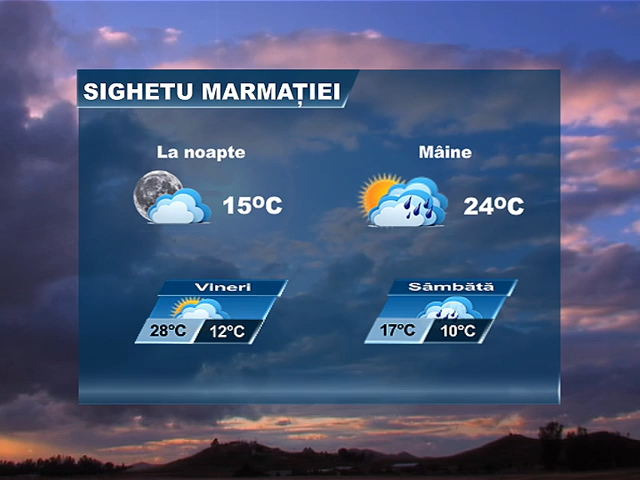 SIGHETU MARMAȚIEI
La noapte
Mâine
15ºC
24ºC
Vineri
Sâmbătă
28ºC
12ºC
17ºC
10ºC